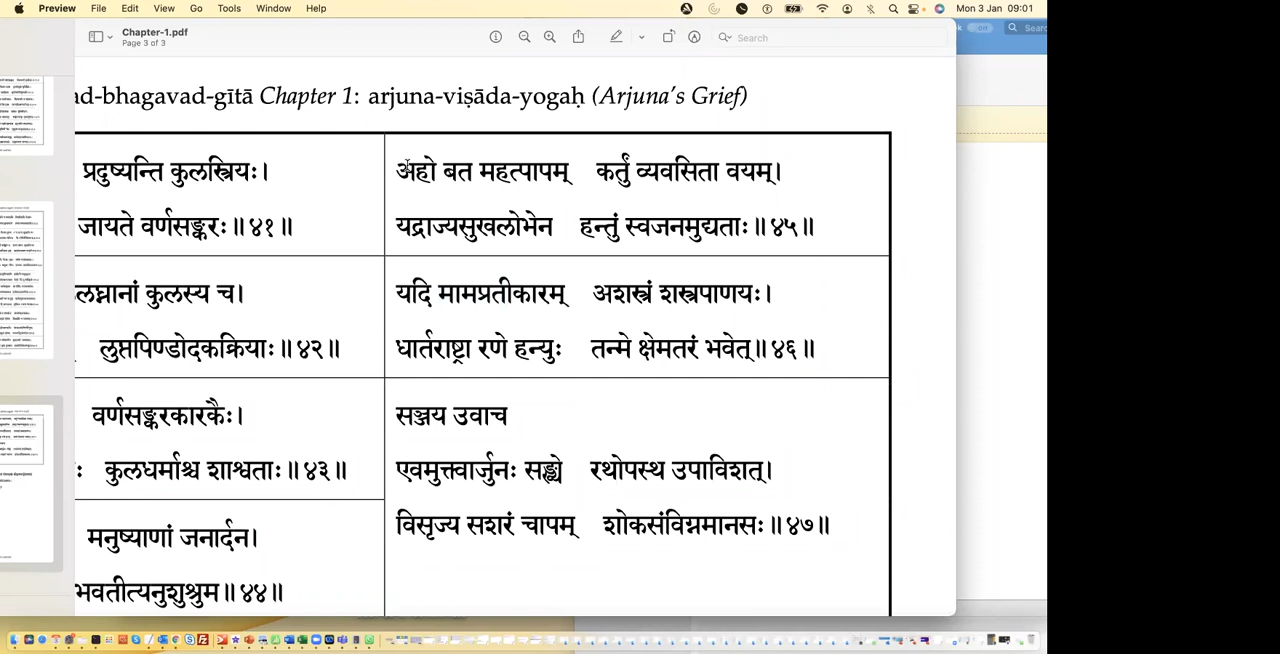 Preview File Edit View Go Tools Window Help Mon 3 Jan 09:01
Chapter-1.pdf
Page 3 of 3
Search
Sear
ad-bhagavad-gītā Chapter 1: arjuna-viṣāda-yogaḥ (Arjuna's Grief)
प्रदुष्यन्ति कुलस्त्रियः।
जायते वर्णसङ्करः॥४१॥
लघ्नानां कुलस्य च।
लुप्तपिण्डोदकक्रियाः॥४२॥
वर्णसङ्करकारकैः।
कुलधर्माश्च शाश्वताः॥४३॥
मनुष्याणां जनार्दन।
भवतीत्यनुशुश्रुम॥४४॥
अहो बत महत्पापम् कर्तुं व्यवसिता वयम्।
यद्राज्यसुखलोभेन हन्तुं स्वजनमुद्यताः॥४५॥
यदि मामप्रतीकारम् अशस्त्रं शस्त्रपाणयः।
धार्तराष्ट्रा रणे हन्युः तन्मे क्षेमतरं भवेत्॥४६॥
सञ्जय उवाच
एवमुक्त्वार्जुनः सङ्ख्ये रथोपस्थ उपाविशत्।
विसृज्य सशरं चापम् शोकसंविग्नमानसः॥४७॥